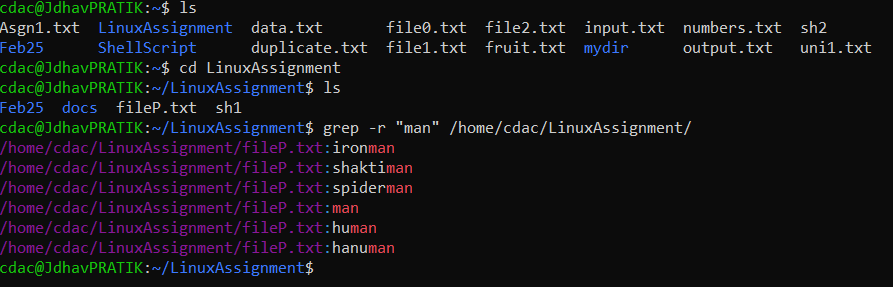 cdac@JdhavPRATIK:~$ ls
Asgn1.txt  LinuxAssignment  data.txt       file0.txt  file2.txt  input.txt  numbers.txt  sh2
Feb25      ShellScript      duplicate.txt  file1.txt  fruit.txt  mydir      output.txt   uni1.txt
cdac@JdhavPRATIK:~$ cd LinuxAssignment
cdac@JdhavPRATIK:~/LinuxAssignment$ ls
Feb25  docs  fileP.txt  sh1
cdac@JdhavPRATIK:~/LinuxAssignment$ grep -r "man" /home/cdac/LinuxAssignment/
/home/cdac/LinuxAssignment/fileP.txt:ironman
/home/cdac/LinuxAssignment/fileP.txt:shaktiman
/home/cdac/LinuxAssignment/fileP.txt:spiderman
/home/cdac/LinuxAssignment/fileP.txt:man
/home/cdac/LinuxAssignment/fileP.txt:human
/home/cdac/LinuxAssignment/fileP.txt:hanuman
cdac@JdhavPRATIK:~/LinuxAssignment$